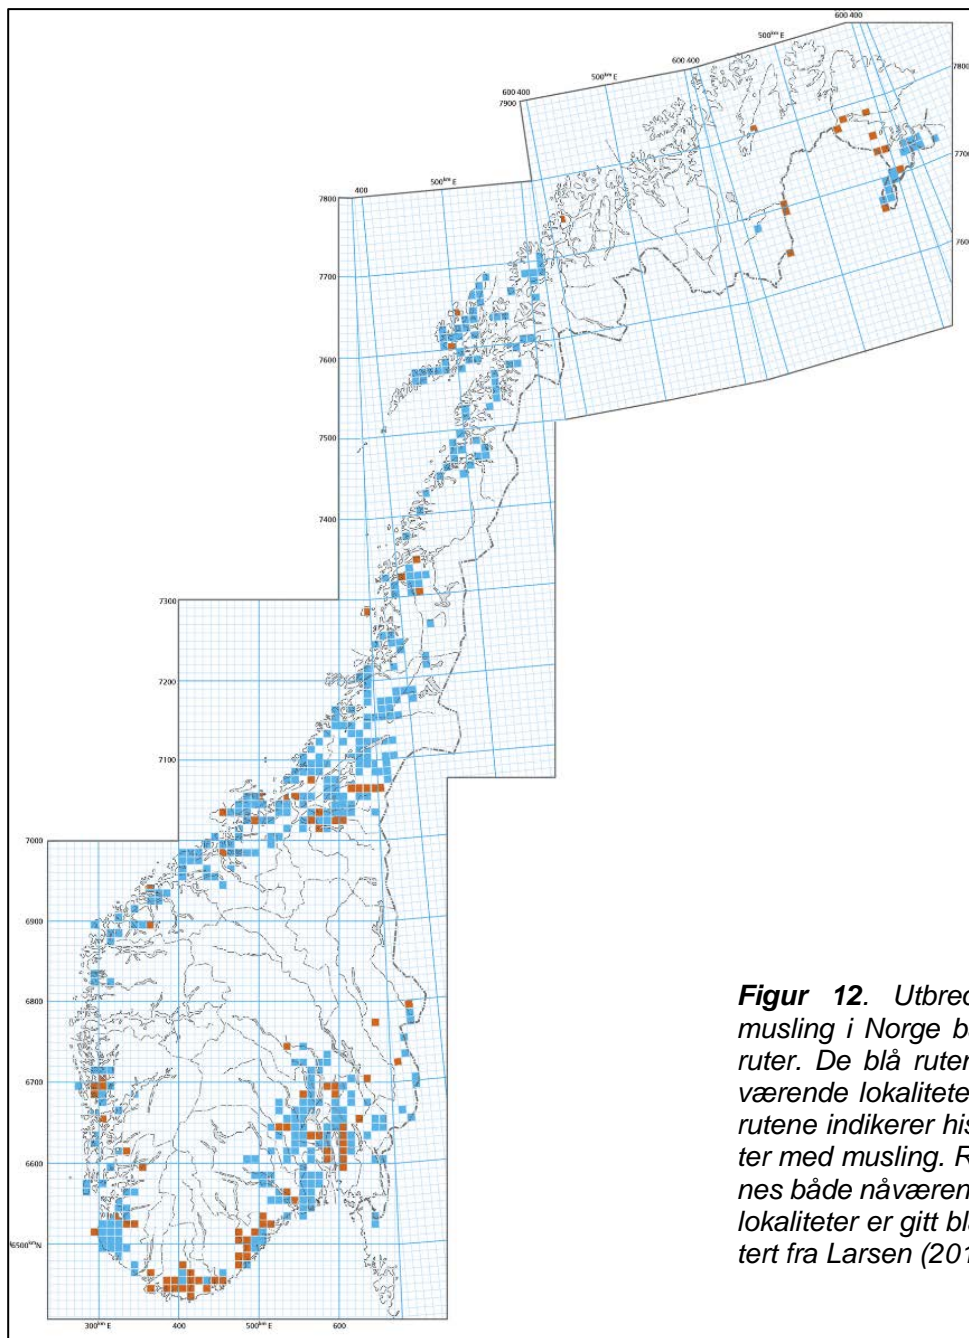 600 400
500km E
7800
600 400
500km E
600 400
7900
7700
400
500km E
7800
7600
7700
7600
7500
7400
7300
7200
7100
7000
6900
6800
6700
6600
6500kmN
300km E
400
500km E
600
Figur 12. Utbred
musling i Norge b
ruter. De blå ruter
værende lokalitete
rutene indikerer his
ter med musling. R
nes både nåværen
lokaliteter er gitt bl
tert fra Larsen (201